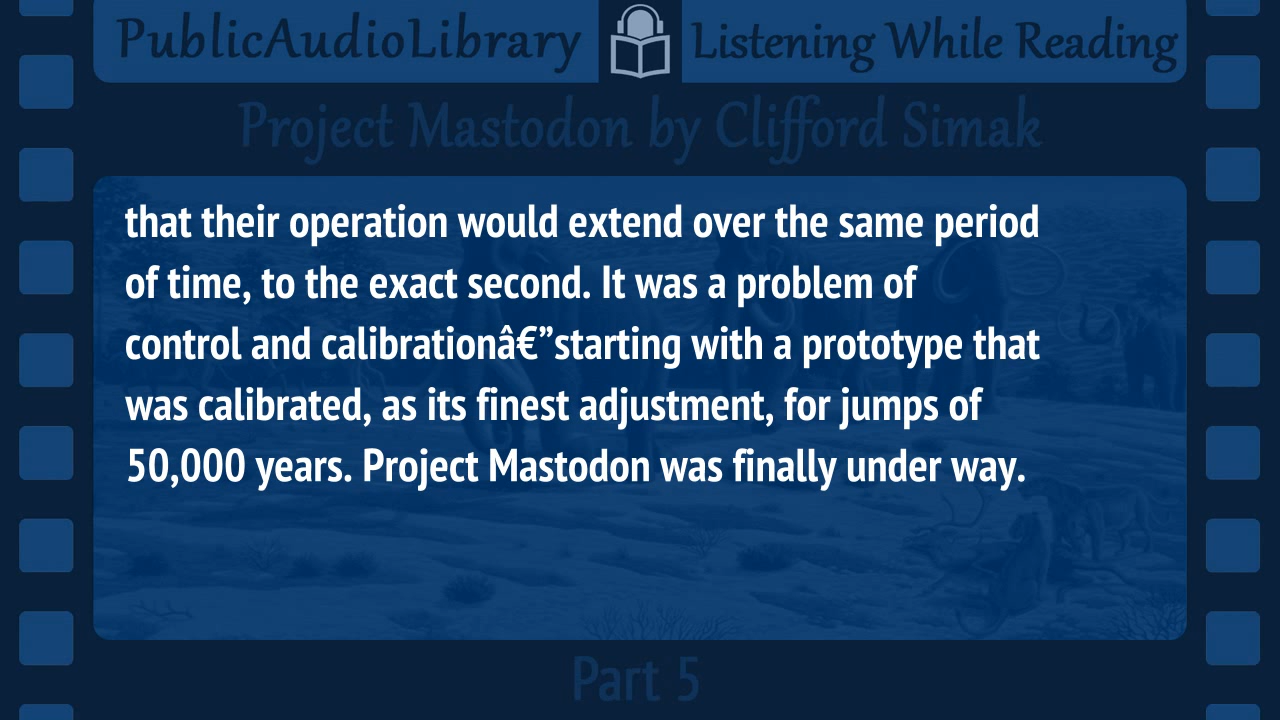 PublicAudioLibrary Listening While Reading
Project Mastodon by Clifford Simak
that their operation would extend over the same period
of time, to the exact second. It was a problem of
control and calibrationâ€”starting with a prototype that
was calibrated, as its finest adjustment, for jumps of
50,000 years. Project Mastodon was finally under way.
Part 5